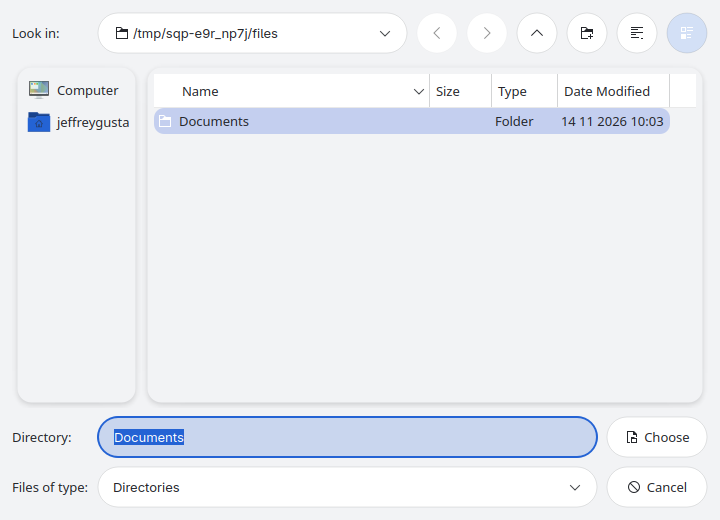 Look in:
/tmp/sqp-e9r_np7j/files
Computer
jeffreygusta
Name
Size
Type
Date Modified
Documents
Folder
14 11 2026 10:03
Directory:
Documents
Choose
Files of type:
Directories
Cancel